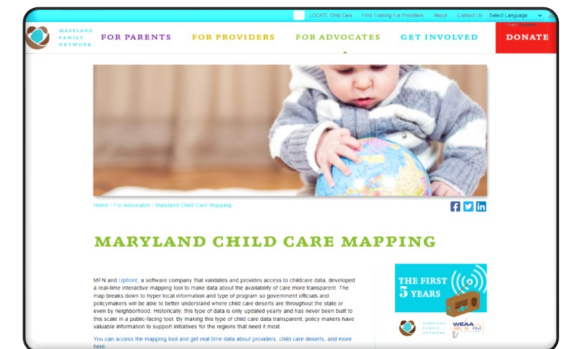 LOCATE: Child Care Find Training For Providers About Contact Us Select Language
MARYLAND
FAMILY
NETWORK
FOR PARENTS FOR PROVIDERS FOR ADVOCATES GET INVOLVED DONATE
Home / For Advocates / Maryland Child Care Mapping
MARYLAND CHILD CARE MAPPING
MFN and Upfront, a software company that validates and provides access to childcare data, developed
a real-time interactive mapping tool to make data about the availability of care more transparent. The
map breaks down to hyper local information and type of program so government officials and
policymakers will be able to better understand where child care deserts are throughout the state or
even by neighborhood. Historically, this type of data is only updated yearly and has never been built to
this scale in a public-facing tool. By making this type of child care data transparent, policy makers have
valuable information to support initiatives for the regions that need it most.
You can access the mapping tool and get real time data about providers, child care deserts, and more
here.
THE FIRST
5 YEARS
MARYLAND
FAMILY
NETWORK
WEAA